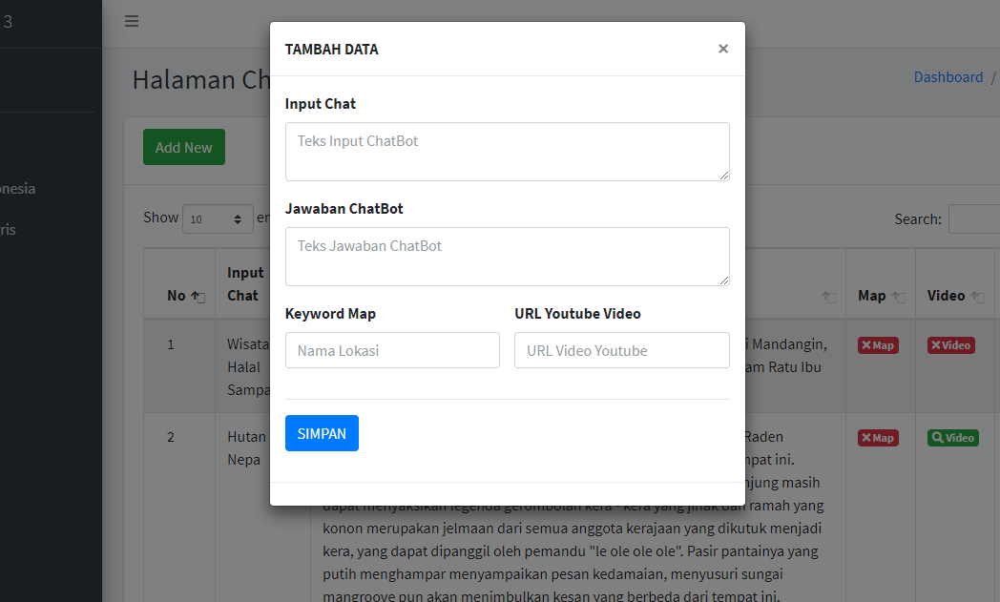 3
Halaman Ch
Dashboard /
Add New
onesia
ris
Show 10 en
Search:
No
Input
Chat
Map
Video
1
Wisata
Halal
Sampa
i Mandangin,
am Ratu Ibu
Map
Video
2
Hutan
Nepa
Raden
mpat ini.
njung masih
dapat menyaksikan legenda gerombolan kera - kera yang jinak dan ramah yang
konon merupakan jelmaan dari semua anggota kerajaan yang dikutuk menjadi
kera, yang dapat dipanggil oleh pemandu "le ole ole ole". Pasir pantainya yang
putih menghampar menyampaikan pesan kedamaian, menyusuri sungai
mangroove pun akan menimbulkan kesan yang berbeda dari tempat ini.
Map
Video
TAMBAH DATA
×
Input Chat
Teks Input ChatBot
Jawaban ChatBot
Teks Jawaban ChatBot
Keyword Map
URL Youtube Video
Nama Lokasi
URL Video Youtube
SIMPAN